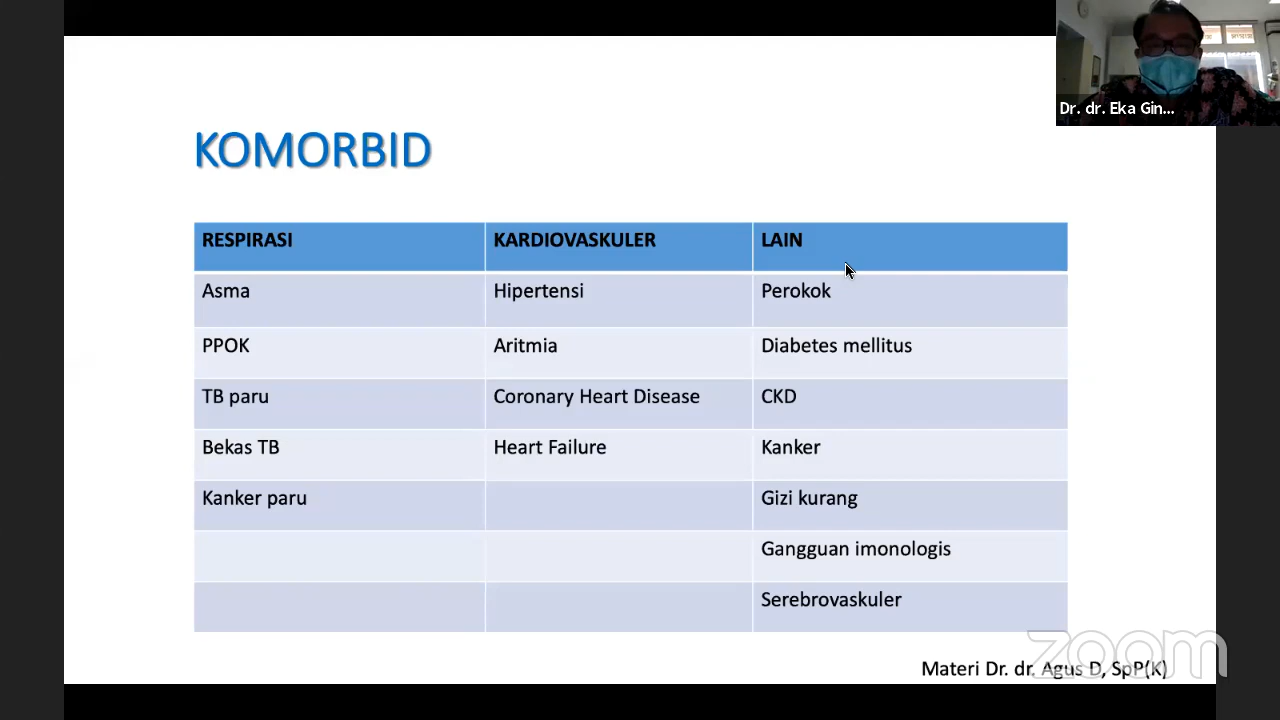 Dr. dr. Eka Gin...
KOMORBID
RESPIRASI KARDIOVASKULER LAIN
Asma Hipertensi Perokok
PPOK Aritmia Diabetes mellitus
TB paru Coronary Heart Disease CKD
Bekas TB Heart Failure Kanker
Kanker paru Gizi kurang
Gangguan imonologis
Serebrovaskuler
zoom
Materi Dr. dr. Agus D, SpP(K)